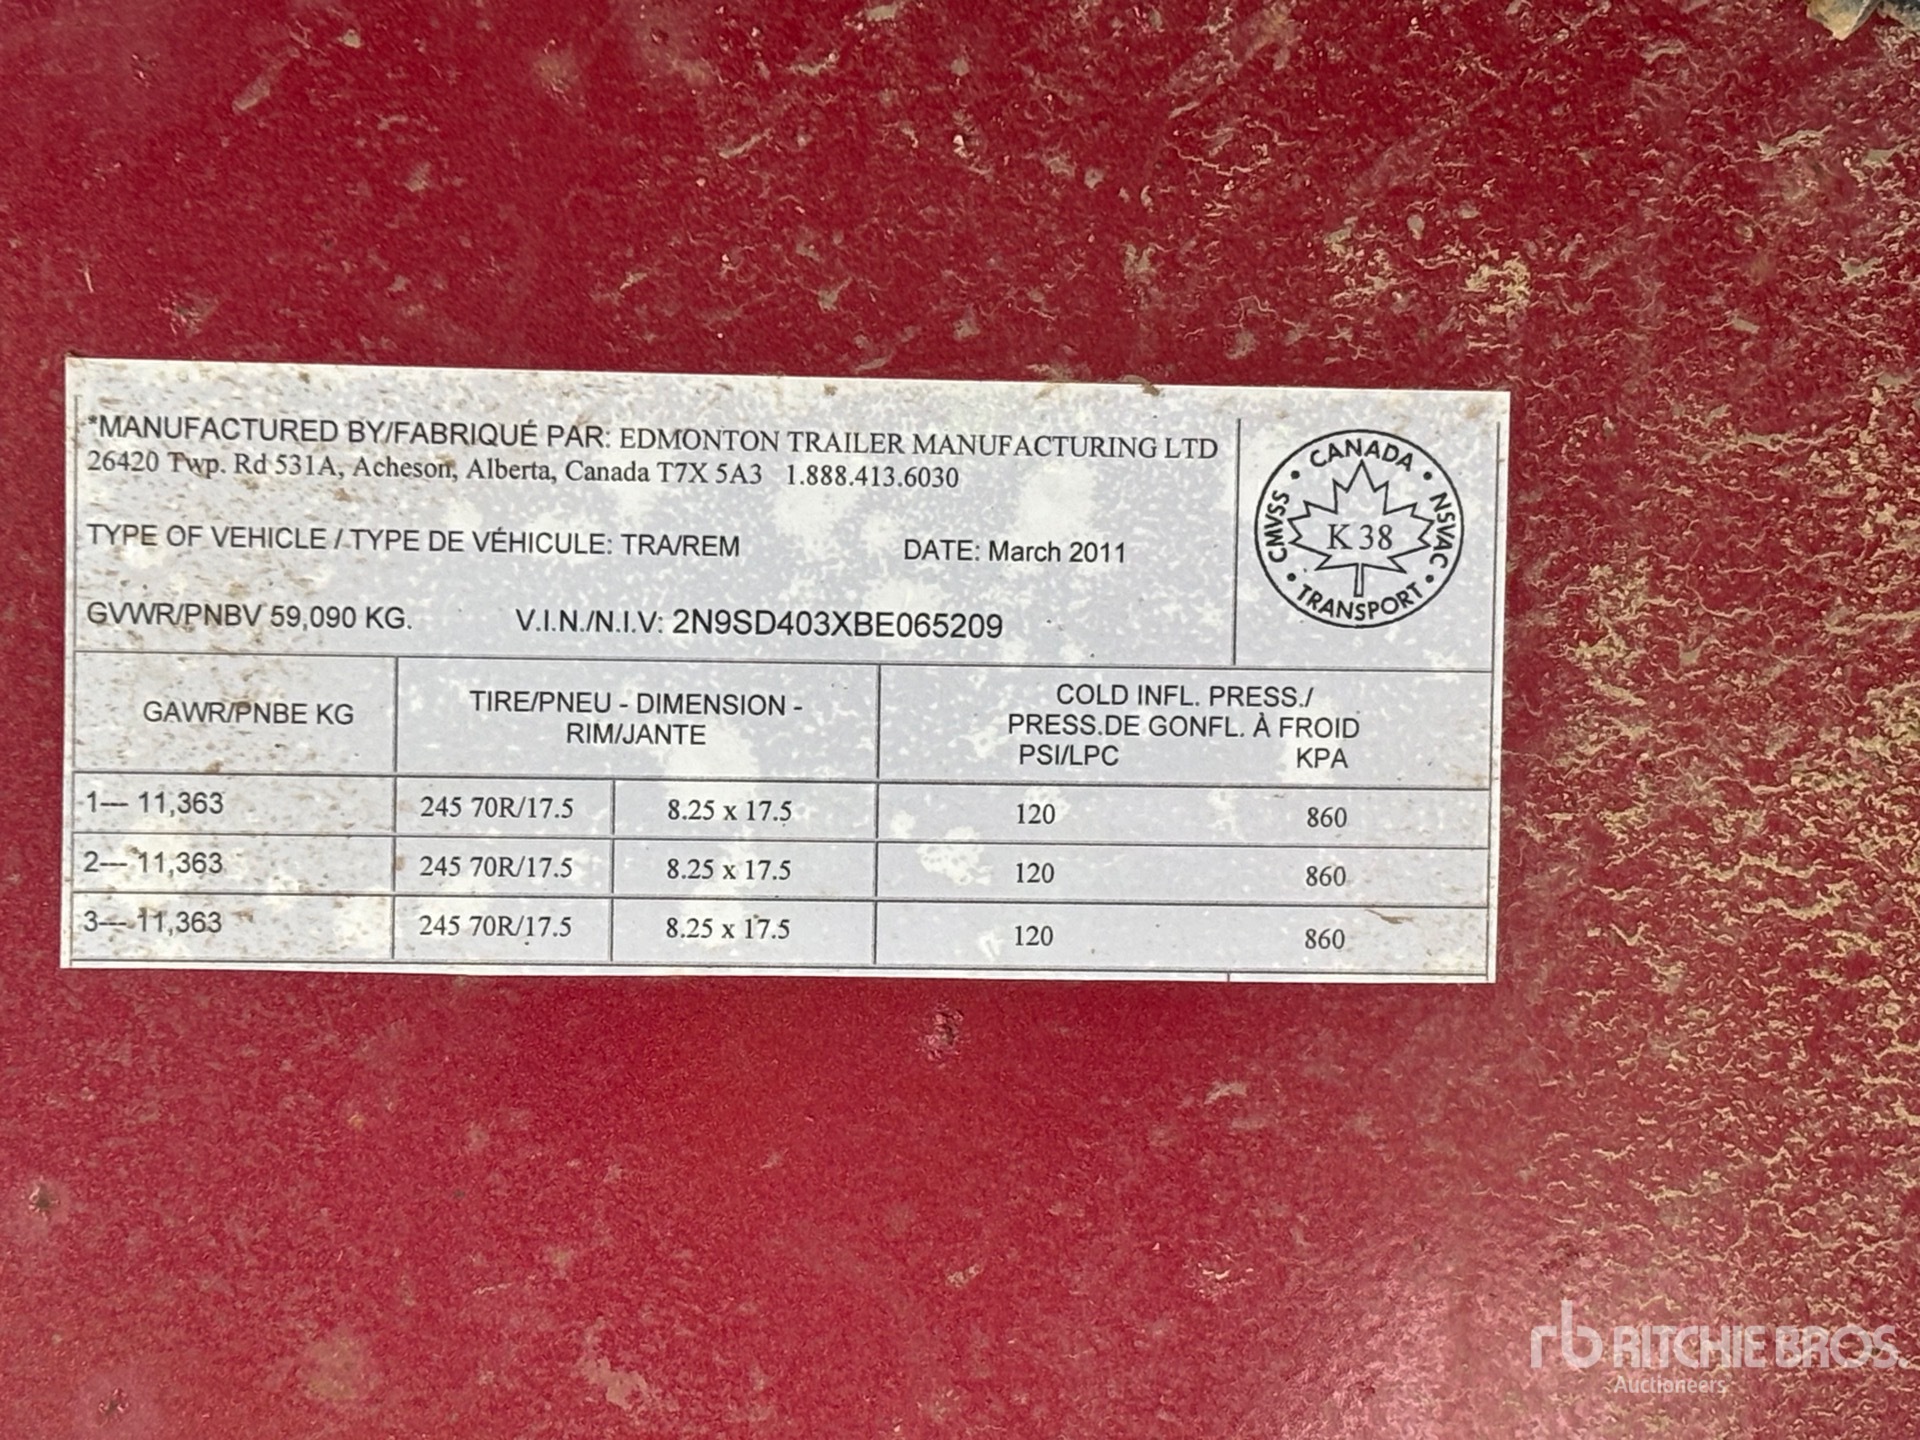 *MANUFACTURED BY/FABRIQUÉ PAR: EDMONTON TRAILER MANUFACTURING LTD
26420 Twp. Rd 531A, Acheson, Alberta, Canada T7X 5A3 1.888.413.6030
TYPE OF VEHICLE / TYPE DE VÉHICULE: TRA/REM DATE: March 2011
GVWR/PNBV 59,090 KG. V.I.N./N.I.V: 2N9SD403XBE065209
CANADA
NSVAC
TRANSPORT
CMVSS
K 38
GAWR/PNBE KG
TIRE/PNEU - DIMENSION -
RIM/JANTE
COLD INFL. PRESS./
PRESS.DE GONFL. À FROID
PSI/LPC KPA
1--- 11,363 245 70R/17.5 8.25 x 17.5 120 860
2--- 11,363 245 70R/17.5 8.25 x 17.5 120 860
3--- 11,363 245 70R/17.5 8.25 x 17.5 120 860
rb RITCHIE BROS.
Auctioneers